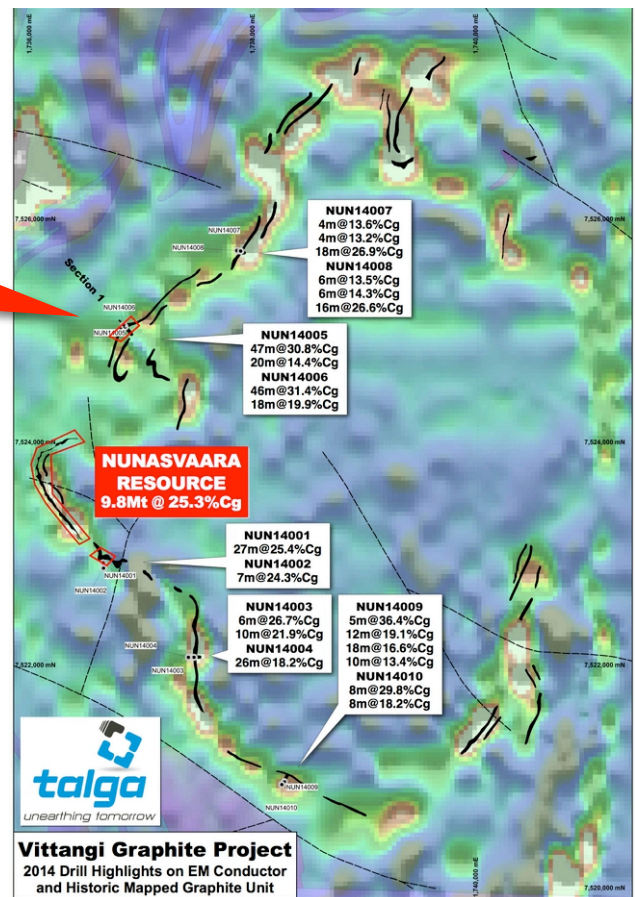 1,736,000 mE
1,738,000 mE
1,740,000 mE
7,526,000 mN
7,526,000 mN
NUN14007
4m@13.6%Cg
4m@13.2%Cg
18m@26.9%Cg
NUN14008
6m@13.5%Cg
6m@14.3%Cg
16m@26.6%Cg
NUN14007
NUN14008
Section 1
NUN14006
NUN14005
NUN14005
47m@30.8%Cg
20m@14.4%Cg
NUN14006
46m@31.4%Cg
18m@19.9%Cg
7,524,000 mN
7,524,000 mN
NUNASVAARA
RESOURCE
9.8Mt @ 25.3%Cg
NUN14001
27m@25.4%Cg
NUN14002
7m@24.3%Cg
NUN14001
NUN14002
NUN14003
6m@26.7%Cg
10m@21.9%Cg
NUN14004
26m@18.2%Cg
NUN14009
5m@36.4%Cg
12m@19.1%Cg
18m@16.6%Cg
10m@13.4%Cg
NUN14010
8m@29.8%Cg
8m@18.2%Cg
NUN14004
NUN14003
7,522,000 mN
7,522,000 mN
talga
unearthing tomorrow
NUN14009
NUN14010
Vittangi Graphite Project
2014 Drill Highlights on EM Conductor
and Historic Mapped Graphite Unit
1,740,000 mE
7,520,000 mN